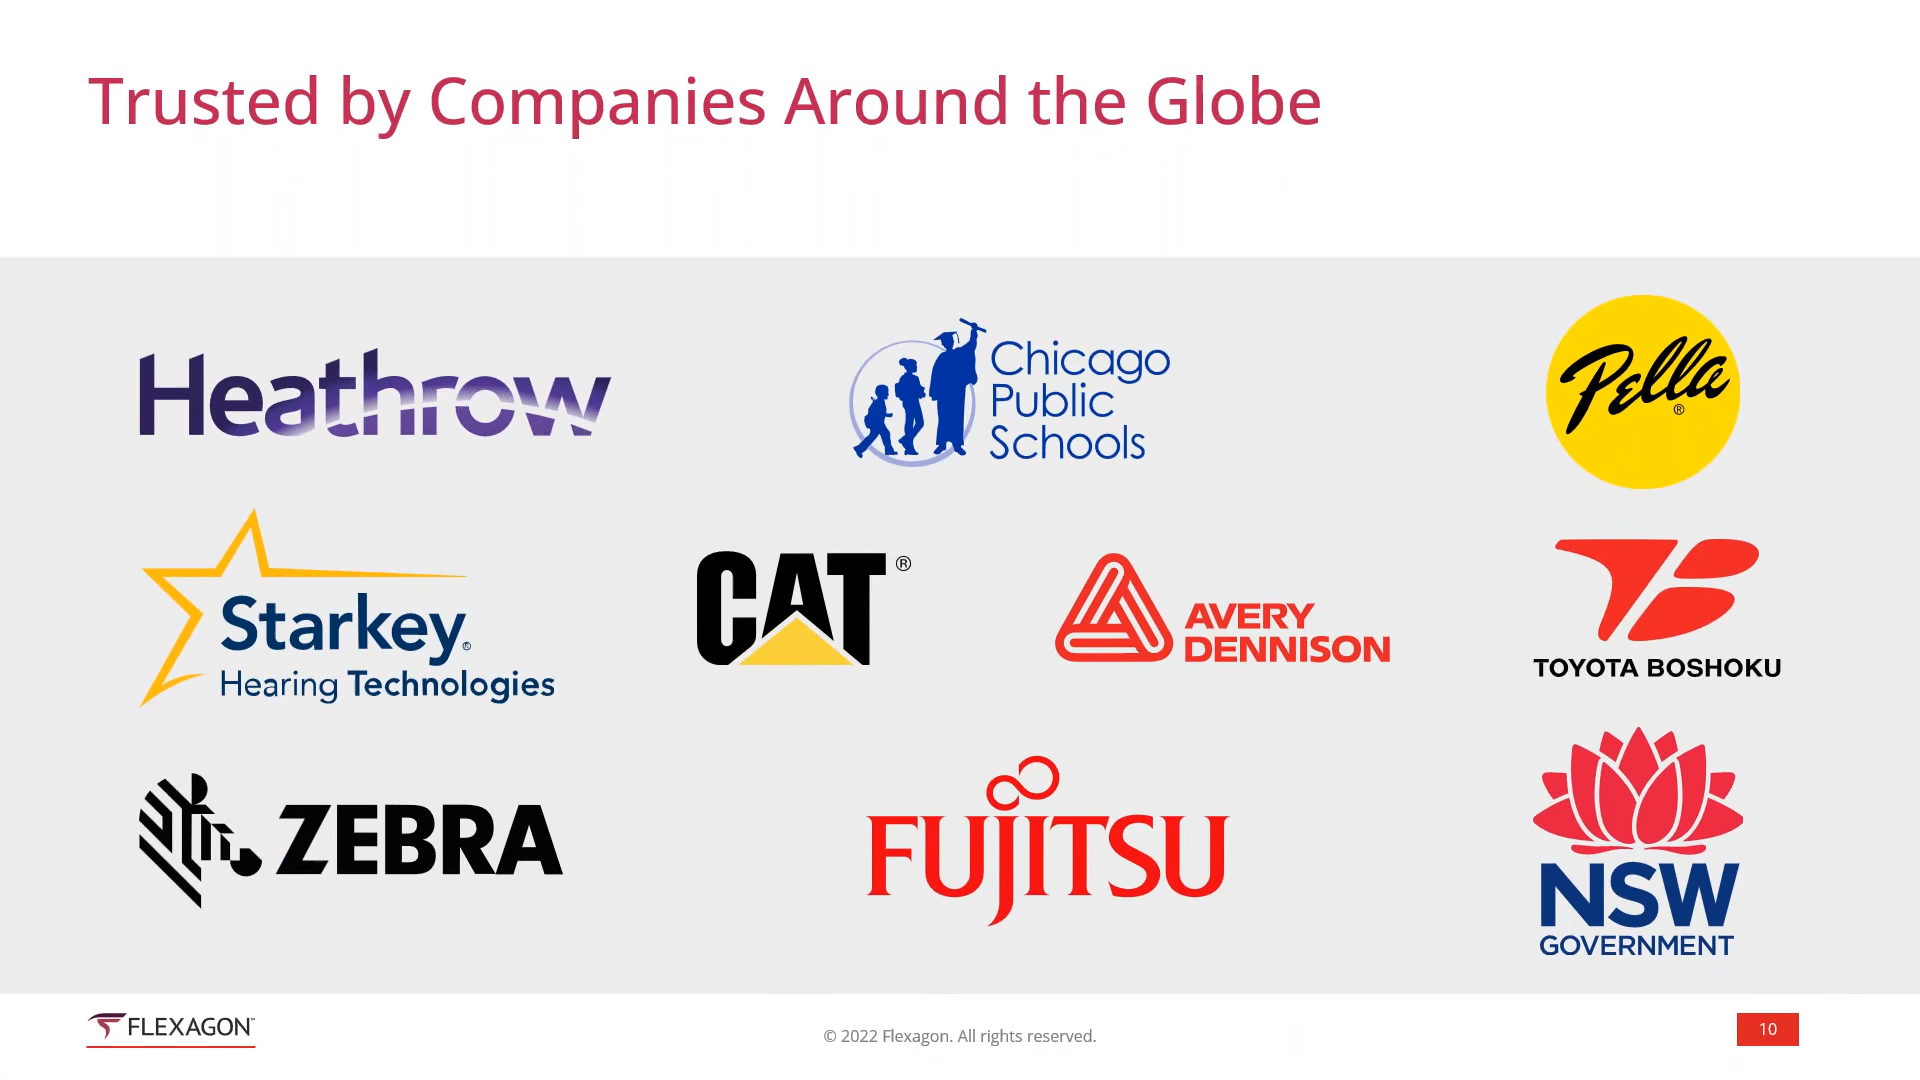 Trusted by Companies Around the Globe
Heathrow
Chicago
Public
Schools
Pella
®
Starkey®
Hearing Technologies
CAT®
AVERY
DENNISON
TOYOTA BOSHOKU
ZEBRA
FUJITSU
NSW
GOVERNMENT
FLEXAGON™
© 2022 Flexagon. All rights reserved.
10